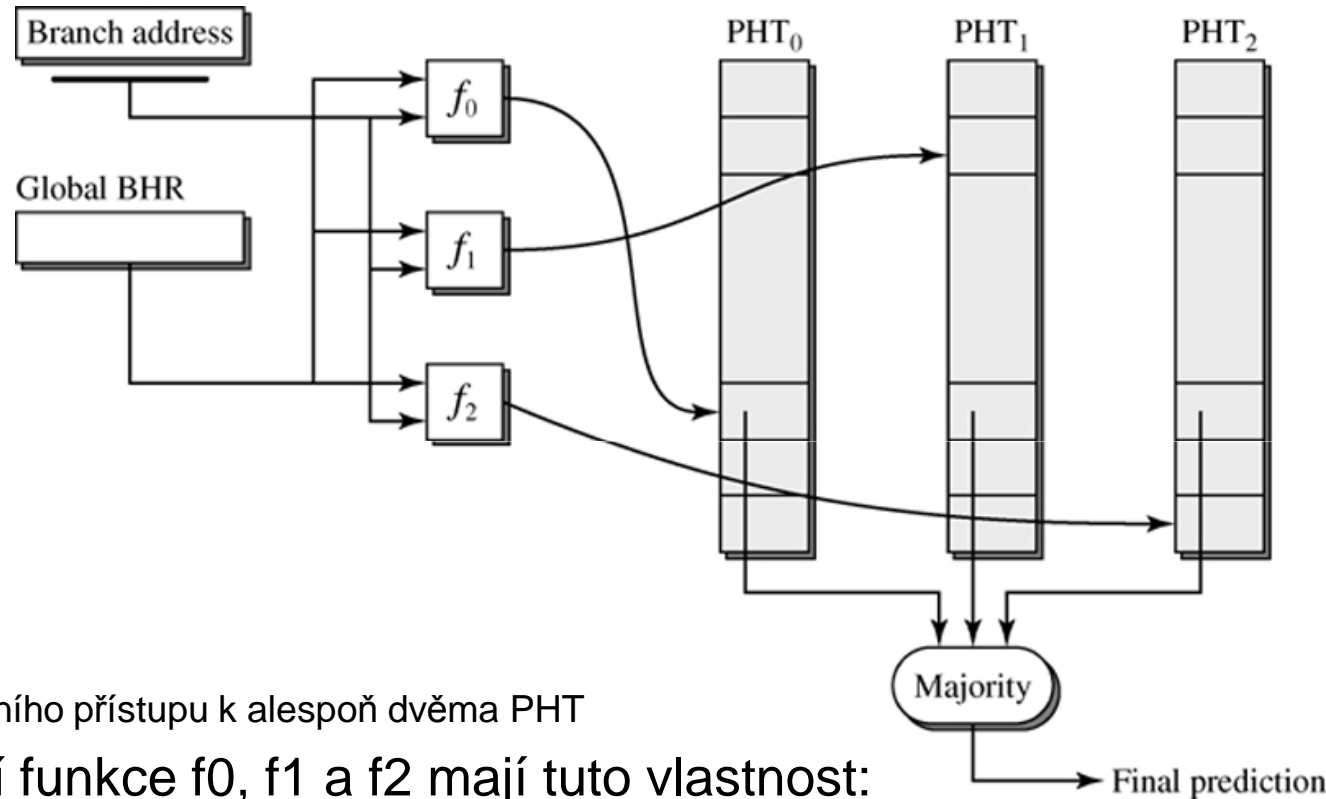 Branch address
PHT0
PHT1
PHT2
f0
Global BHR
f1
f2
Majority
ního přístupu k alespoň dvěma PHT
í funkce f0, f1 a f2 mají tuto vlastnost:
Final prediction